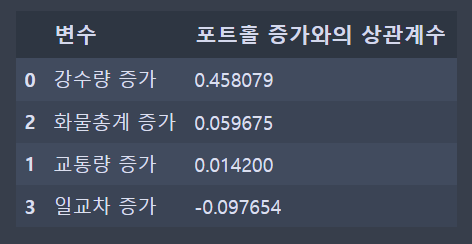 변수 포트홀 증가와의 상관계수
0 강수량 증가 0.458079
2 화물총계 증가 0.059675
1 교통량 증가 0.014200
3 일교차 증가 -0.097654